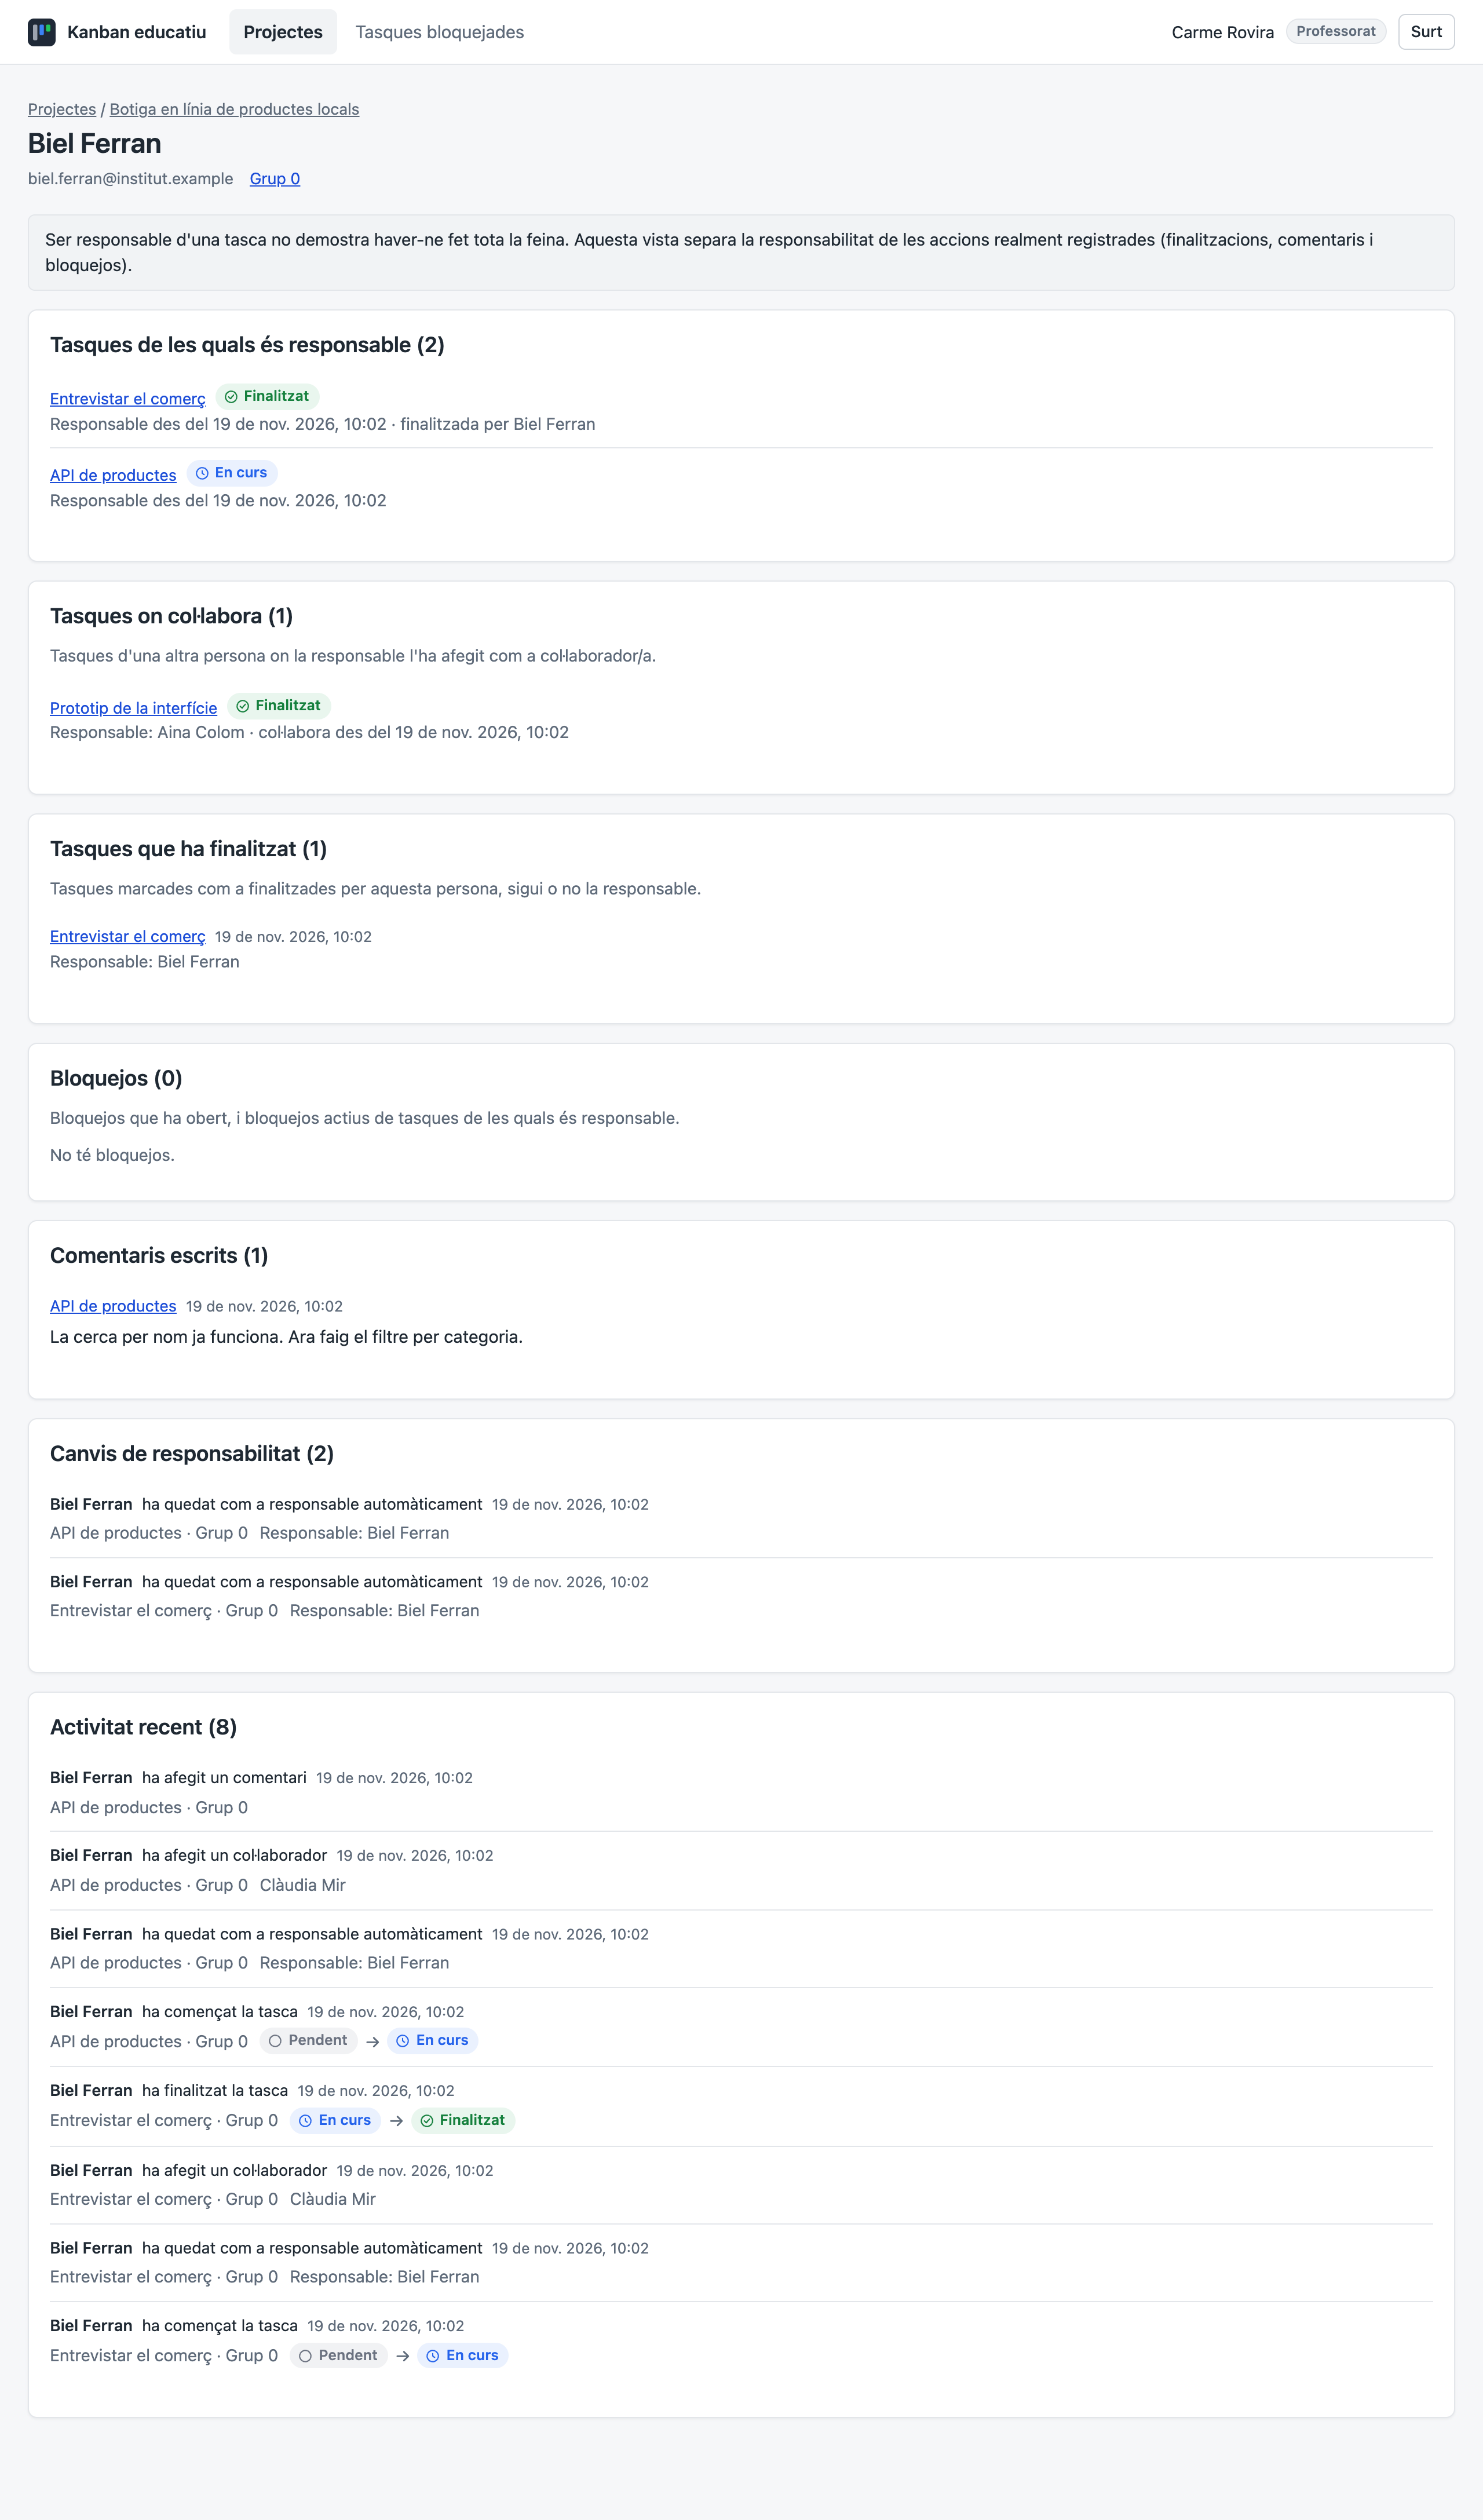 Kanban educatiu
Projectes
Tasques bloquejades
Carme Rovira
Professorat
Surt
Projectes / Botiga en línia de productes locals
Biel Ferran
biel.ferran@institut.example Grup 0
Ser responsable d'una tasca no demostra haver-ne fet tota la feina. Aquesta vista separa la responsabilitat de les accions realment registrades (finalitzacions, comentaris i
bloquejos).
Tasques de les quals és responsable (2)
Entrevistar el comerç Finalitzat
Responsable des del 19 de nov. 2026, 10:02 · finalitzada per Biel Ferran
API de productes En curs
Responsable des del 19 de nov. 2026, 10:02
Tasques on col·labora (1)
Tasques d'una altra persona on la responsable l'ha afegit com a col·laborador/a.
Prototip de la interfície Finalitzat
Responsable: Aina Colom · col·labora des del 19 de nov. 2026, 10:02
Tasques que ha finalitzat (1)
Tasques marcades com a finalitzades per aquesta persona, sigui o no la responsable.
Entrevistar el comerç 19 de nov. 2026, 10:02
Responsable: Biel Ferran
Bloquejos (0)
Bloquejos que ha obert, i bloquejos actius de tasques de les quals és responsable.
No té bloquejos.
Comentaris escrits (1)
API de productes 19 de nov. 2026, 10:02
La cerca per nom ja funciona. Ara faig el filtre per categoria.
Canvis de responsabilitat (2)
Biel Ferran ha quedat com a responsable automàticament 19 de nov. 2026, 10:02
API de productes · Grup 0 Responsable: Biel Ferran
Biel Ferran ha quedat com a responsable automàticament 19 de nov. 2026, 10:02
Entrevistar el comerç · Grup 0 Responsable: Biel Ferran
Activitat recent (8)
Biel Ferran ha afegit un comentari 19 de nov. 2026, 10:02
API de productes · Grup 0
Biel Ferran ha afegit un col·laborador 19 de nov. 2026, 10:02
API de productes · Grup 0 Clàudia Mir
Biel Ferran ha quedat com a responsable automàticament 19 de nov. 2026, 10:02
API de productes · Grup 0 Responsable: Biel Ferran
Biel Ferran ha començat la tasca 19 de nov. 2026, 10:02
API de productes · Grup 0 Pendent → En curs
Biel Ferran ha finalitzat la tasca 19 de nov. 2026, 10:02
Entrevistar el comerç · Grup 0 En curs → Finalitzat
Biel Ferran ha afegit un col·laborador 19 de nov. 2026, 10:02
Entrevistar el comerç · Grup 0 Clàudia Mir
Biel Ferran ha quedat com a responsable automàticament 19 de nov. 2026, 10:02
Entrevistar el comerç · Grup 0 Responsable: Biel Ferran
Biel Ferran ha començat la tasca 19 de nov. 2026, 10:02
Entrevistar el comerç · Grup 0 Pendent → En curs